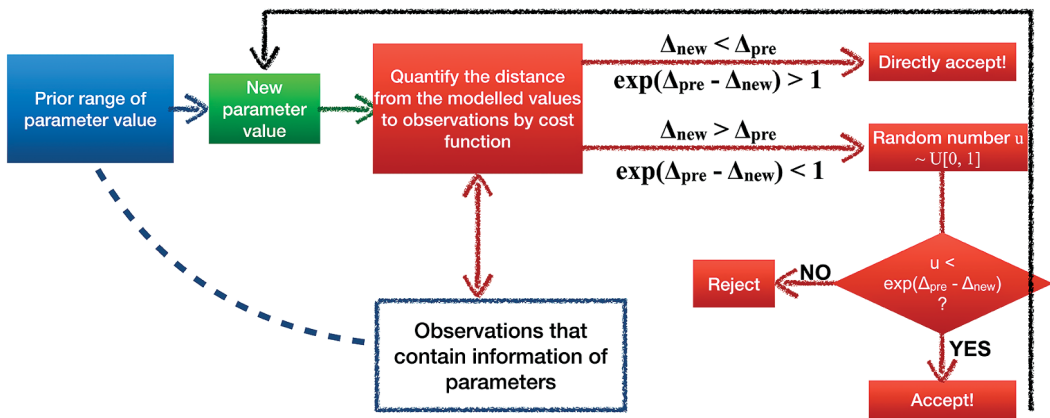 Prior range of
parameter value
New
parameter
value
Quantify the distance
from the modelled values
to observations by cost
function
Δnew < Δpre
exp(Δpre - Δnew) > 1
Directly accept!
Δnew > Δpre
exp(Δpre - Δnew) < 1
Random number u
~ U[0, 1]
u <
exp(Δpre - Δnew)
?
NO
Reject
YES
Accept!
Observations that
contain information of
parameters